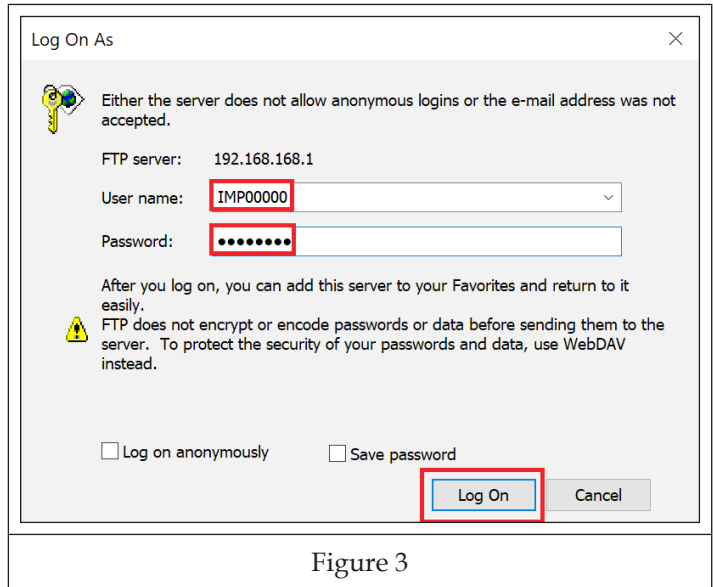 Log On As
Either the server does not allow anonymous logins or the e-mail address was not
accepted.
FTP server: 192.168.168.1
User name: IMP00000
Password: ●●●●●●●●
After you log on, you can add this server to your Favorites and return to it
easily.
FTP does not encrypt or encode passwords or data before sending them to the
server. To protect the security of your passwords and data, use WebDAV
instead.
Log on anonymously Save password
Log On Cancel
Figure 3